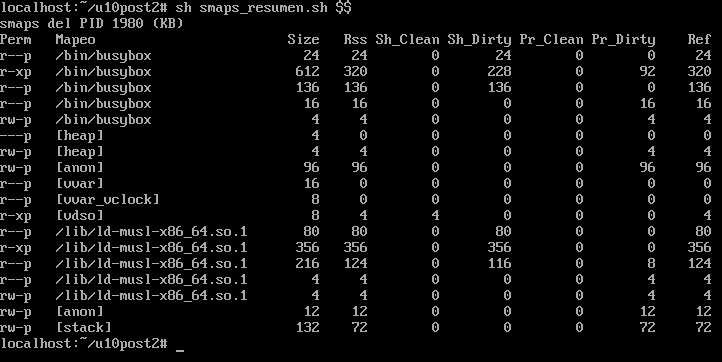 localhost:~/u10post2# sh smaps_resumen.sh $$
smaps del PID 1980 (KB)
Perm Mapeo Size Rss Sh_Clean Sh_Dirty Pr_Clean Pr_Dirty Ref
r--p /bin/busybox 24 24 0 24 0 0 24
r-xp /bin/busybox 612 320 0 228 0 92 320
r--p /bin/busybox 136 136 0 136 0 0 136
r--p /bin/busybox 16 16 0 0 0 16 16
rw-p /bin/busybox 4 4 0 0 0 4 4
---p [heap] 4 0 0 0 0 0 0
rw-p [heap] 4 4 0 0 0 4 4
rw-p [anon] 96 96 0 0 0 96 96
r--p [vvar] 16 0 0 0 0 0 0
r--p [vvar_vclock] 8 0 0 0 0 0 0
r-xp [vdso] 8 4 4 0 0 0 4
r--p /lib/ld-musl-x86_64.so.1 80 80 0 80 0 0 80
r-xp /lib/ld-musl-x86_64.so.1 356 356 0 356 0 0 356
r--p /lib/ld-musl-x86_64.so.1 216 124 0 116 0 8 124
r--p /lib/ld-musl-x86_64.so.1 4 4 0 0 0 4 4
rw-p /lib/ld-musl-x86_64.so.1 4 4 0 0 0 4 4
rw-p [anon] 12 12 0 0 0 12 12
rw-p [stack] 132 72 0 0 0 72 72
localhost:~/u10post2# _